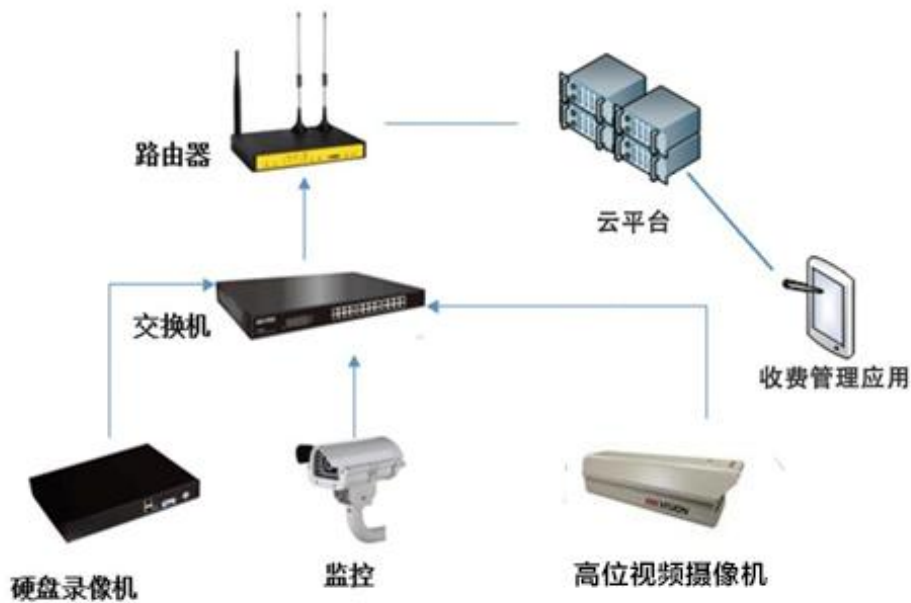 路由器
云平台
交换机
收费管理应用
硬盘录像机
监控
高位视频摄像机